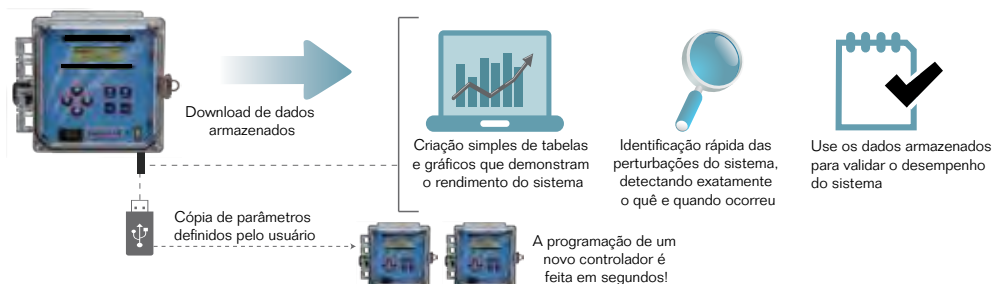 Download de dados
armazenados
Criação simples de tabelas
e gráficos que demonstram
o rendimento do sistema
Identificação rápida das
perturbações do sistema,
detectando exatamente
o quê e quando ocorreu
Use os dados armazenados
para validar o desempenho
do sistema
Cópia de parâmetros
definidos pelo usuário
A programação de um
novo controlador é
feita em segundos!